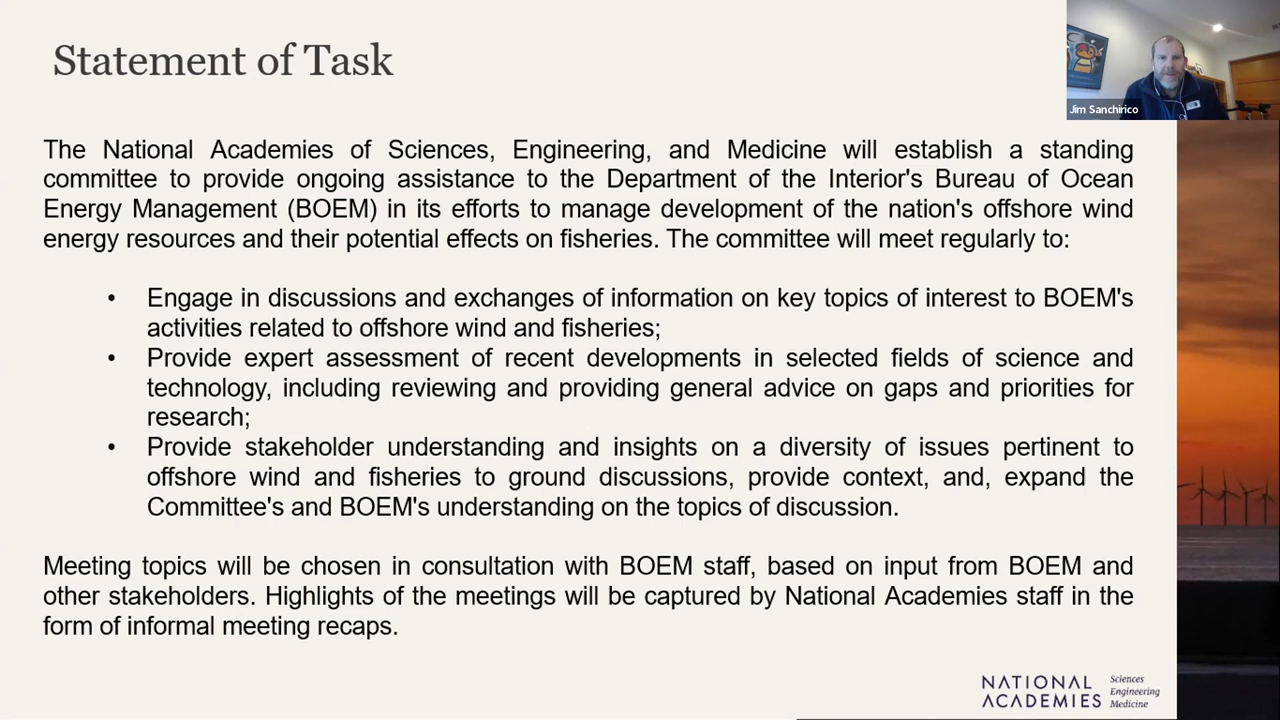 Statement of Task
Jim Sanchirico
The National Academies of Sciences, Engineering, and Medicine will establish a standing
committee to provide ongoing assistance to the Department of the Interior's Bureau of Ocean
Energy Management (BOEM) in its efforts to manage development of the nation's offshore wind
energy resources and their potential effects on fisheries. The committee will meet regularly to:
• Engage in discussions and exchanges of information on key topics of interest to BOEM's
activities related to offshore wind and fisheries;
• Provide expert assessment of recent developments in selected fields of science and
technology, including reviewing and providing general advice on gaps and priorities for
research;
• Provide stakeholder understanding and insights on a diversity of issues pertinent to
offshore wind and fisheries to ground discussions, provide context, and, expand the
Committee's and BOEM's understanding on the topics of discussion.
Meeting topics will be chosen in consultation with BOEM staff, based on input from BOEM and
other stakeholders. Highlights of the meetings will be captured by National Academies staff in the
form of informal meeting recaps.
NATIONAL ACADEMIES
Sciences
Engineering
Medicine